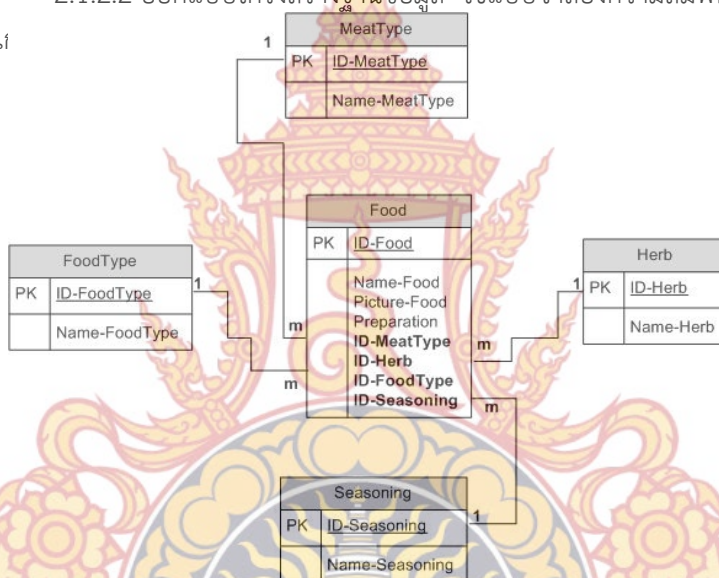 1
MeatType
PK ID-MeatType
Name-MeatType
Food
PK ID-Food
Name-Food
Picture-Food
Preparation
ID-MeatType
ID-Herb
ID-FoodType
ID-Seasoning
m
m
m
m
FoodType
1
PK ID-FoodType
Name-FoodType
Herb
1 PK ID-Herb
Name-Herb
Seasoning
PK ID-Seasoning
1
Name-Seasoning